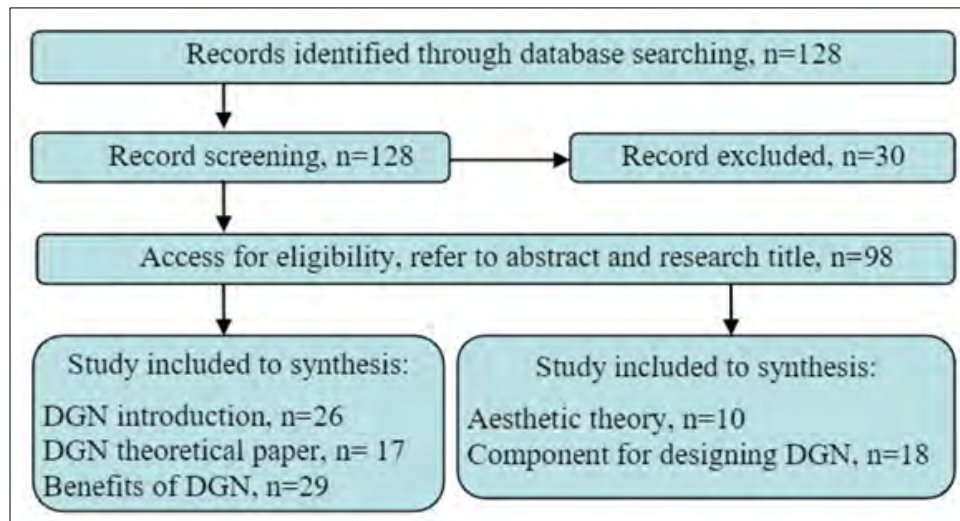 Records identified through database searching, n=128
Record screening, n=128
Record excluded, n=30
Access for eligibility, refer to abstract and research title, n=98
Study included to synthesis:
DGN introduction, n=26
DGN theoretical paper, n= 17
Benefits of DGN, n=29
Study included to synthesis:
Aesthetic theory, n=10
Component for designing DGN, n=18